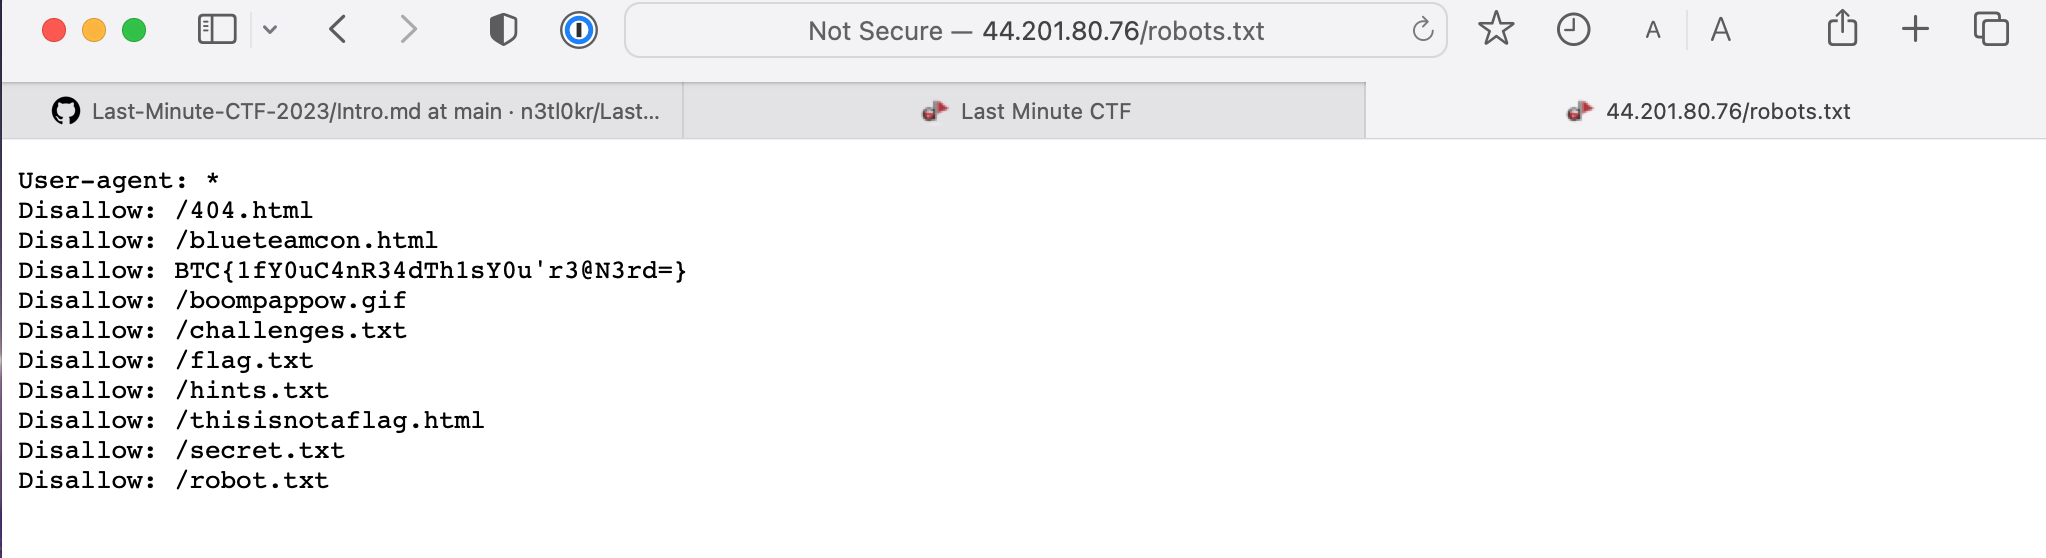 Not Secure — 44.201.80.76/robots.txt
A A
Last-Minute-CTF-2023/Intro.md at main · n3tl0kr/Last...
Last Minute CTF
44.201.80.76/robots.txt
User-agent: *
Disallow: /404.html
Disallow: /blueteamcon.html
Disallow: BTC{1fY0uC4nR34dTh1sY0u'r3@N3rd=}
Disallow: /boompappow.gif
Disallow: /challenges.txt
Disallow: /flag.txt
Disallow: /hints.txt
Disallow: /thisisnotaflag.html
Disallow: /secret.txt
Disallow: /robot.txt